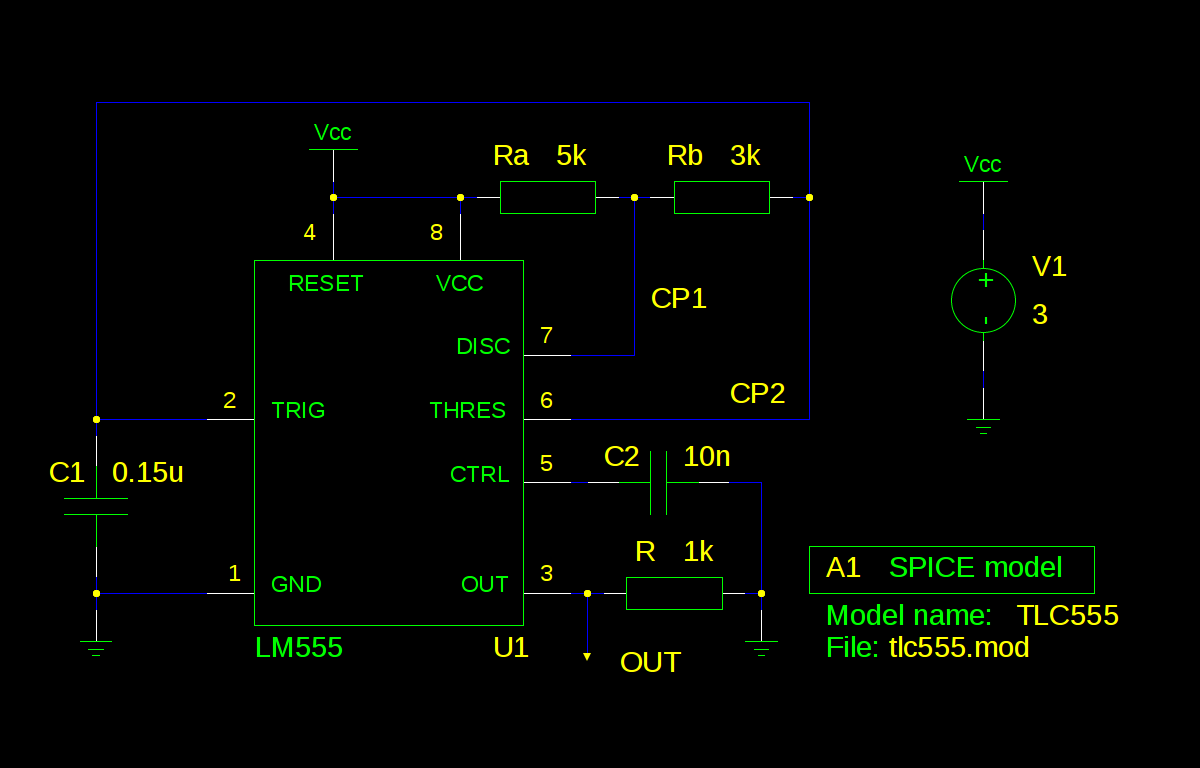 Vcc
Ra 5k
Rb 3k
Vcc
4
8
RESET
VCC
V1
3
+
-
CP1
7
DISC
CP2
2
TRIG
6
THRES
C1 0.15u
5
CTRL
C2 10n
R 1k
1
GND
3
OUT
LM555
U1
OUT
A1 SPICE model
Model name: TLC555
File: tlc555.mod